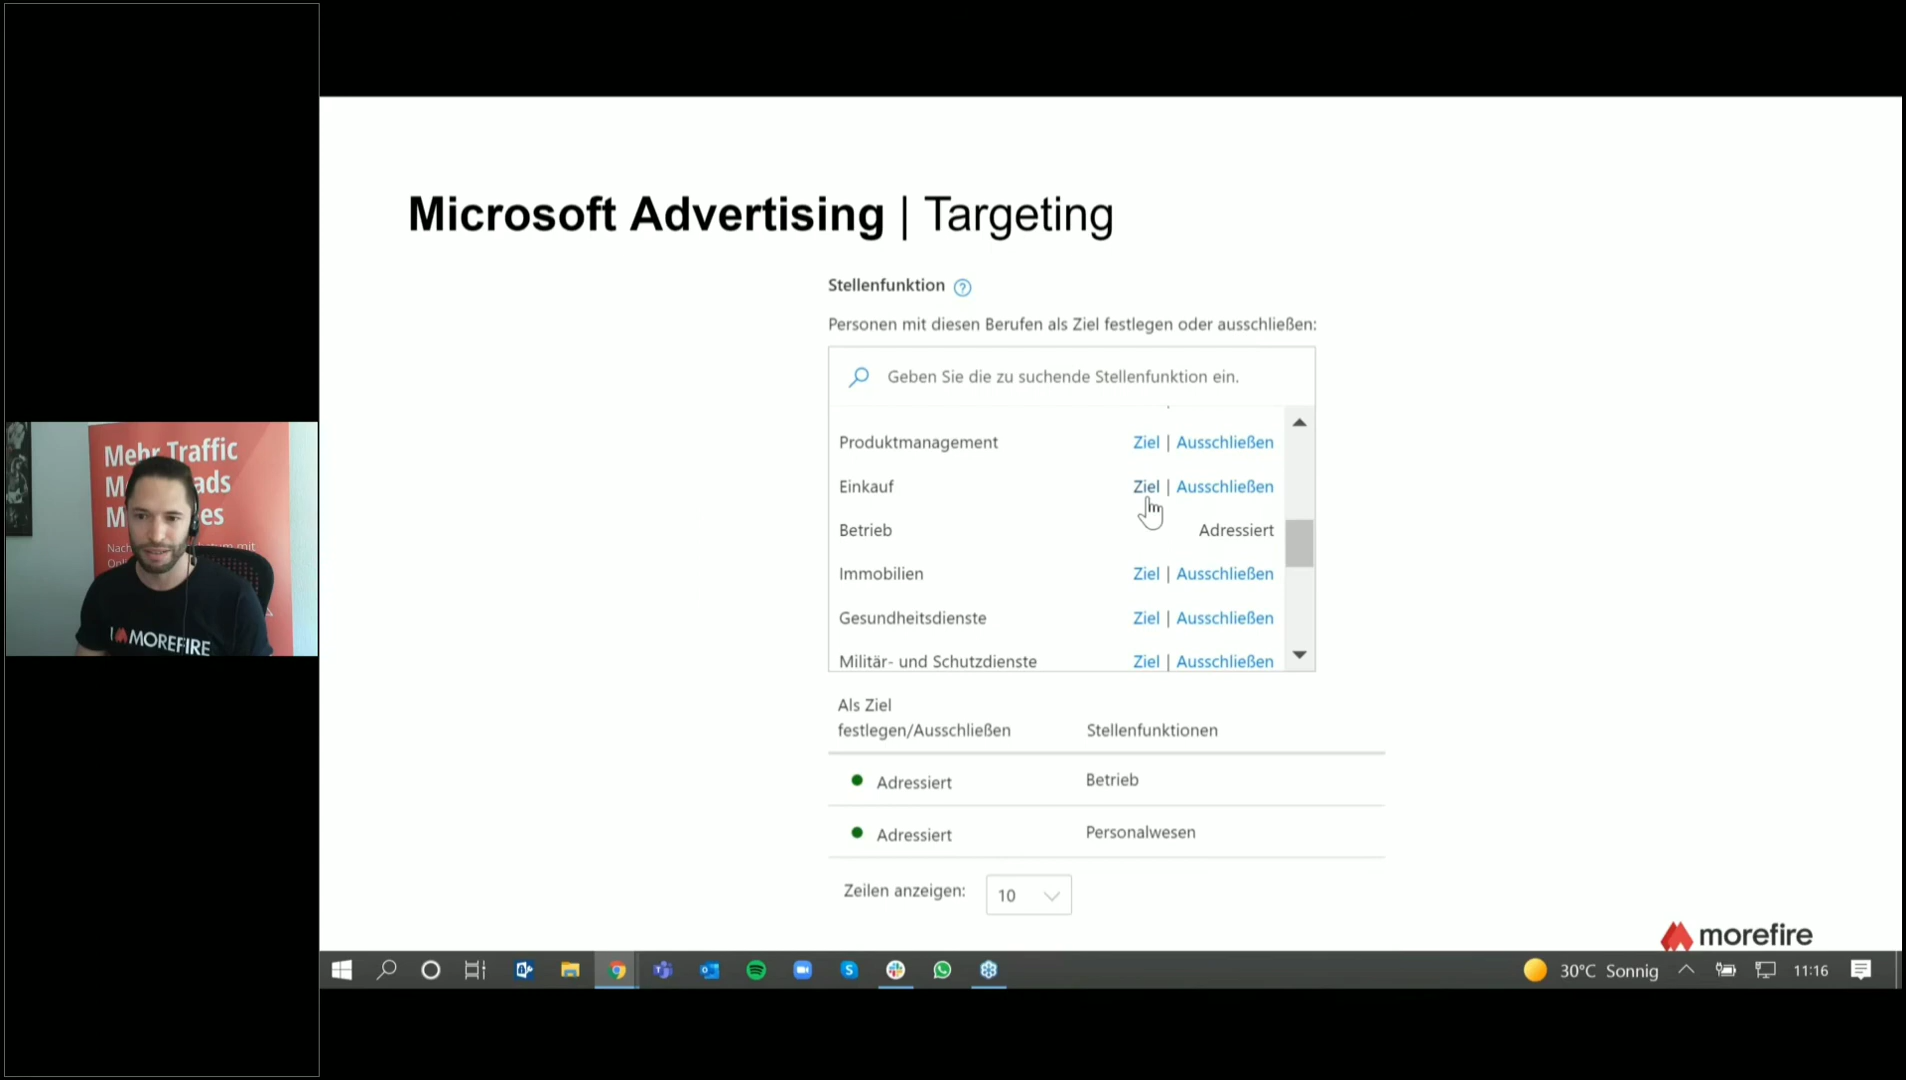 Mehr Traffic
ads
es
I MOREFIRE
Microsoft Advertising | Targeting
Stellenfunktion ?
Personen mit diesen Berufen als Ziel festlegen oder ausschließen:
Geben Sie die zu suchende Stellenfunktion ein.
Produktmanagement Ziel | Ausschließen
Einkauf Ziel | Ausschließen
Betrieb Adressiert
Immobilien Ziel | Ausschließen
Gesundheitsdienste Ziel | Ausschließen
Militär- und Schutzdienste Ziel | Ausschließen
Als Ziel
festlegen/Ausschließen Stellenfunktionen
Adressiert Betrieb
Adressiert Personalwesen
Zeilen anzeigen: 10
morefire
30°C Sonnig 11:16